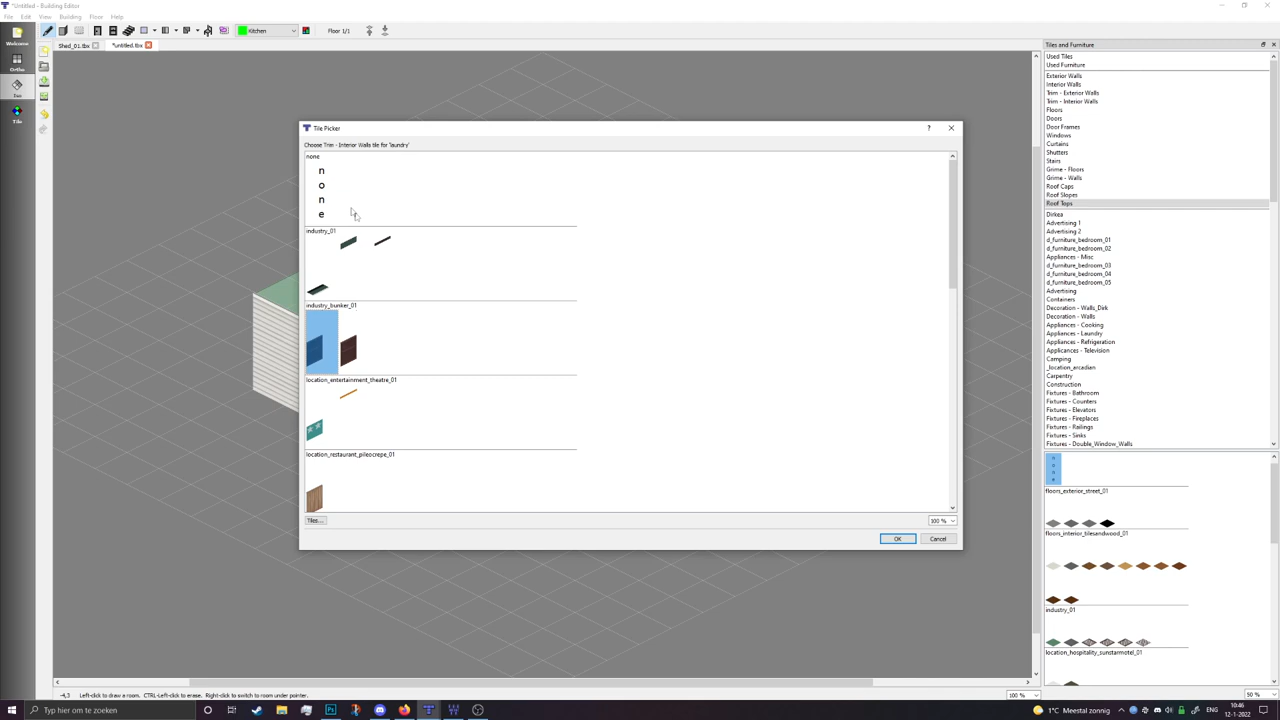 *Untitled - Building Editor
File Edit View Building Floor Help
Kitchen
Floor 1/1
Welcome
Ortho
Iso
Tile
Shed_01.tbx
*untitled.tbx
Tile Picker
Choose Trim - Interior Walls tile for 'laundry'
none
n
o
n
e
industry_01
industry_bunker_01
location_entertainment_theatre_01
location_restaurant_pileocrepe_01
Tiles...
100 %
OK
Cancel
Tiles and Furniture
Used Tiles
Used Furniture
Exterior Walls
Interior Walls
Trim - Exterior Walls
Trim - Interior Walls
Floors
Doors
Door Frames
Windows
Curtains
Shutters
Stairs
Grime - Floors
Grime - Walls
Roof Caps
Roof Slopes
Roof Tops
Dirkea
Advertising 1
Advertising 2
d_furniture_bedroom_01
d_furniture_bedroom_02
Appliances - Misc
d_furniture_bedroom_03
d_furniture_bedroom_04
d_furniture_bedroom_05
Advertising
Containers
Decoration - Walls_Dirk
Decoration - Walls
Appliances - Cooking
Appliances - Laundry
Appliances - Refrigeration
Applicances - Television
Camping
_location_arcadian
Carpentry
Construction
Fixtures - Bathroom
Fixtures - Counters
Fixtures - Elevators
Fixtures - Fireplaces
Fixtures - Railings
Fixtures - Sinks
Fixtures - Double_Window_Walls
n
o
n
e
floors_exterior_street_01
floors_interior_tilesandwood_01
industry_01
location_hospitality_sunstarmotel_01
50 %
-4,3 Left-click to draw a room. CTRL-Left-click to erase. Right-click to switch to room under pointer.
100 %
Typ hier om te zoeken
1°C Meestal zonnig
ENG
10:46
12-1-2022